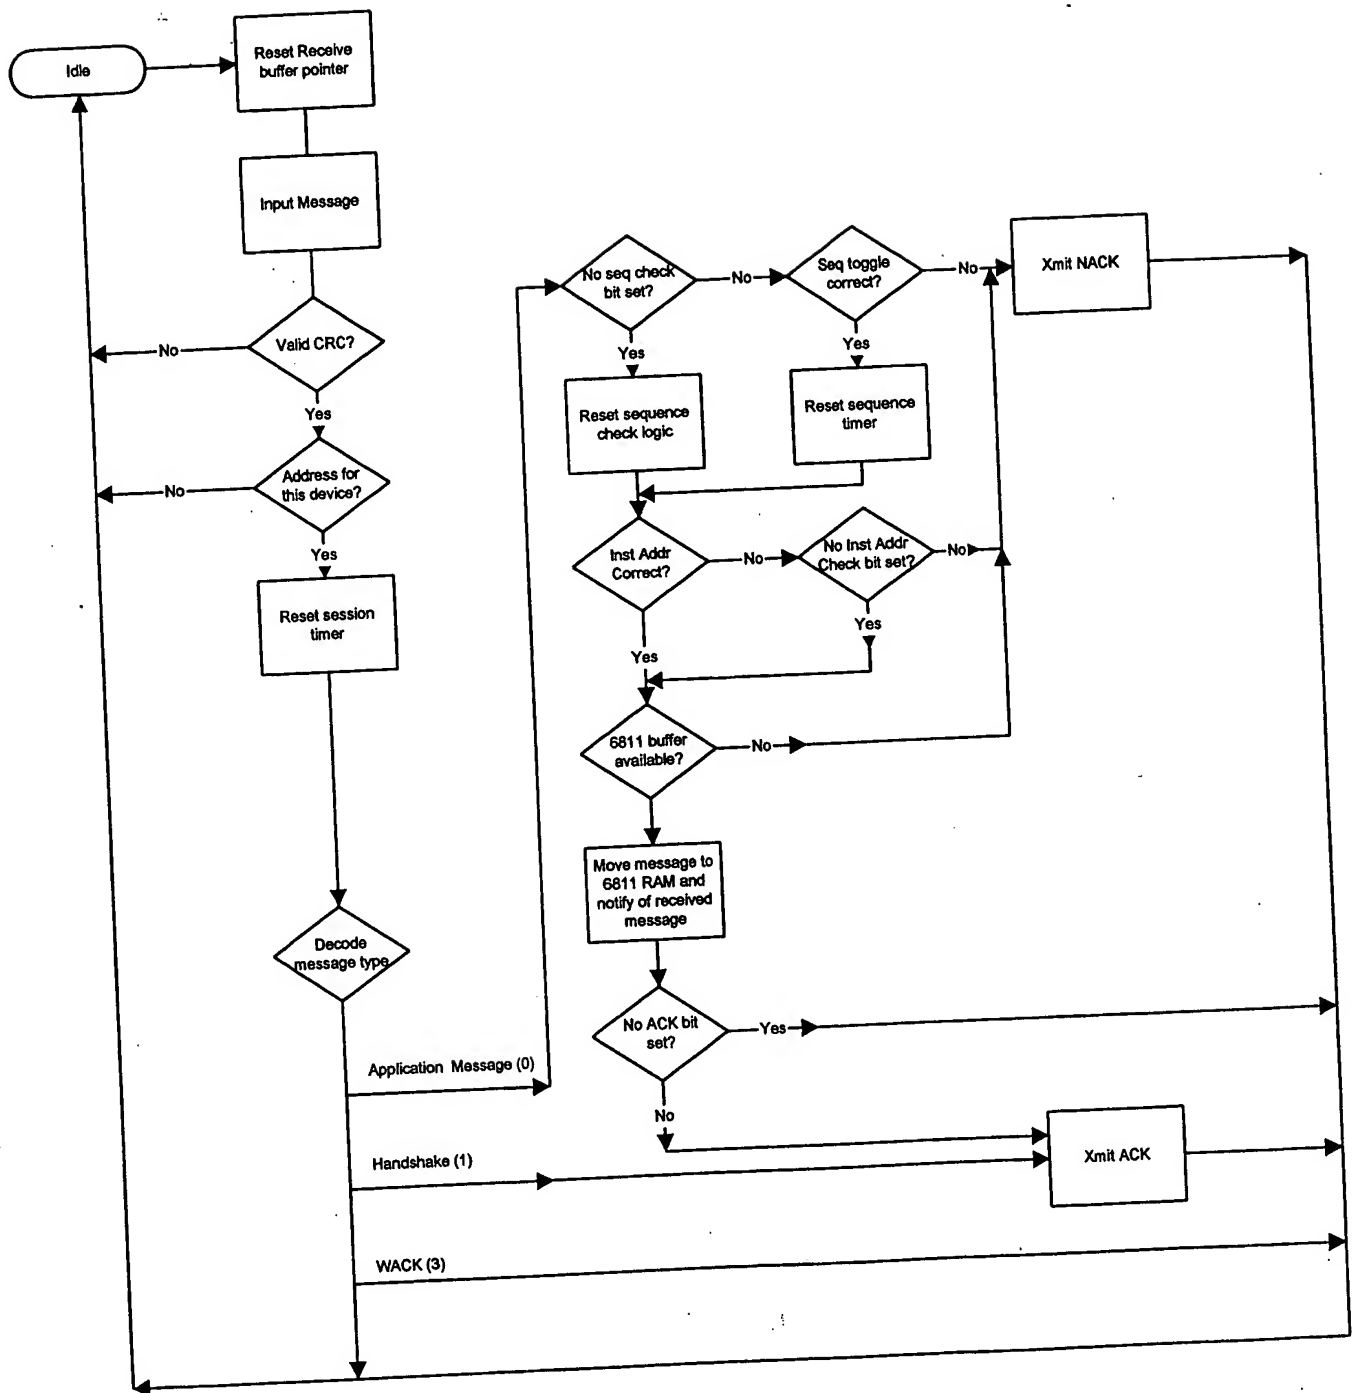 Idle
Reset Receive
buffer pointer
Input Message
Valid CRC?
No
Yes
Address for
this device?
No
Yes
Reset session
timer
Decode
message type
Application Message (0)
Handshake (1)
WACK (3)
No seq check
bit set?
No
Yes
Seq toggle
correct?
No
Yes
Xmit NACK
Reset sequence
check logic
Reset sequence
timer
Inst Addr
Correct?
No
Yes
No Inst Addr
Check bit set?
No
Yes
6811 buffer
available?
No
Move message to
6811 RAM and
notify of received
message
No ACK bit
set?
Yes
No
Xmit ACK